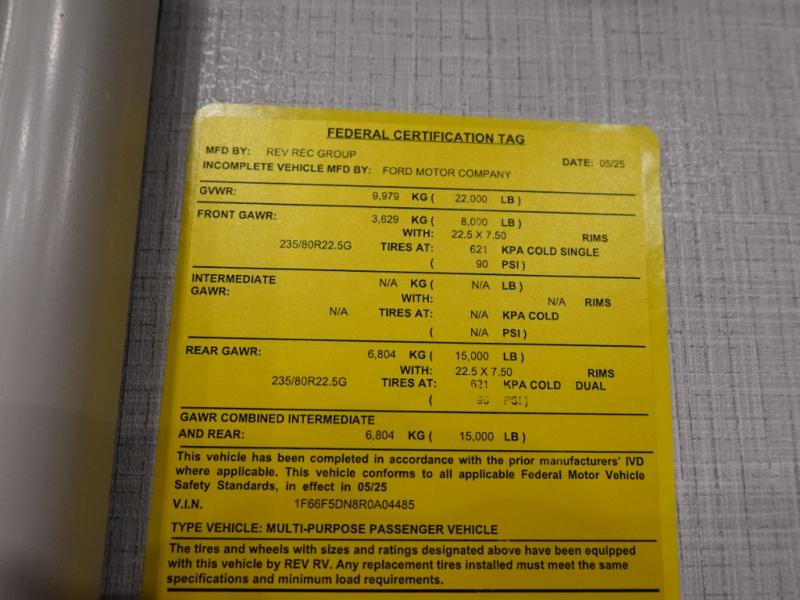 FEDERAL CERTIFICATION TAG
MFD BY: REV REC GROUP DATE: 05/25
INCOMPLETE VEHICLE MFD BY: FORD MOTOR COMPANY
GVWR: 9,979 KG ( 22,000 LB )
FRONT GAWR: 3,629 KG ( 8,000 LB )
WITH: 22.5 X 7.50 RIMS
235/80R22.5G TIRES AT: 621 KPA COLD SINGLE
( 90 PSI )
INTERMEDIATE N/A KG ( N/A LB )
GAWR: WITH: N/A RIMS
N/A TIRES AT: N/A KPA COLD
( N/A PSI )
REAR GAWR: 6,804 KG ( 15,000 LB )
WITH: 22.5 X 7.50 RIMS
235/80R22.5G TIRES AT: 621 KPA COLD DUAL
( 90 PSI )
GAWR COMBINED INTERMEDIATE
AND REAR: 6,804 KG ( 15,000 LB )
This vehicle has been completed in accordance with the prior manufacturers' IVD
where applicable. This vehicle conforms to all applicable Federal Motor Vehicle
Safety Standards, in effect in 05/25
V.I.N. 1F66F5DN8R0A04485
TYPE VEHICLE: MULTI-PURPOSE PASSENGER VEHICLE
The tires and wheels with sizes and ratings designated above have been equipped
with this vehicle by REV RV. Any replacement tires installed must meet the same
specifications and minimum load requirements.